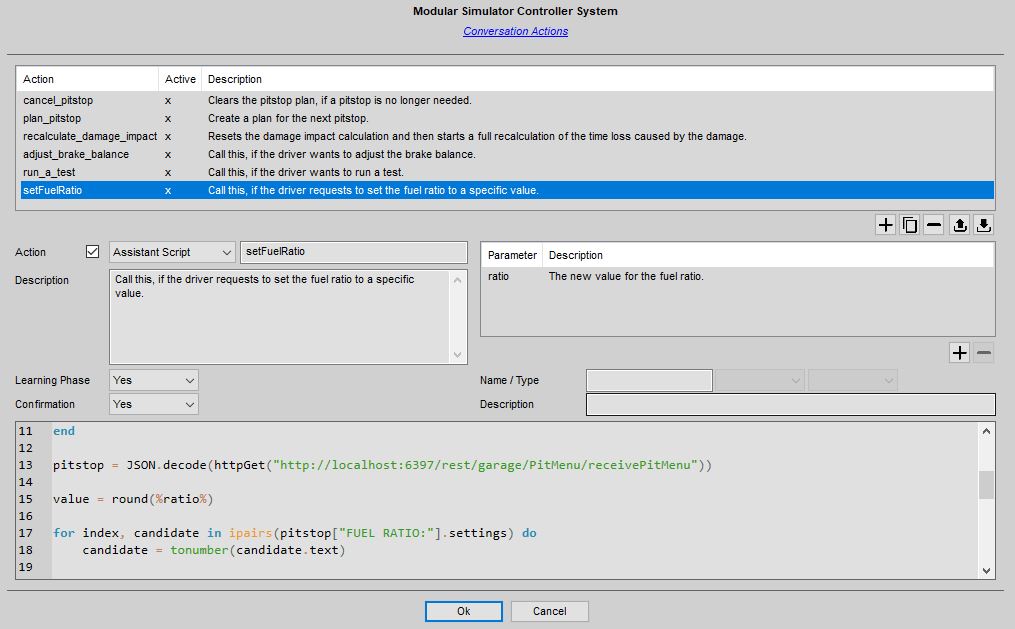 Modular Simulator Controller System
Conversation Actions
Action Active Description
cancel_pitstop x Clears the pitstop plan, if a pitstop is no longer needed.
plan_pitstop x Create a plan for the next pitstop.
recalculate_damage_impact x Resets the damage impact calculation and then starts a full recalculation of the time loss caused by the damage.
adjust_brake_balance x Call this, if the driver wants to adjust the brake balance.
run_a_test x Call this, if the driver wants to run a test.
setFuelRatio x Call this, if the driver requests to set the fuel ratio to a specific value.
Action Assistant Script setFuelRatio
Parameter Description
ratio The new value for the fuel ratio.
Description Call this, if the driver requests to set the fuel ratio to a specific
value.
Learning Phase Yes
Name / Type
Confirmation Yes
Description
11 end
12
13 pitstop = JSON.decode(httpGet("http://localhost:6397/rest/garage/PitMenu/receivePitMenu"))
14
15 value = round(%ratio%)
16
17 for index, candidate in ipairs(pitstop["FUEL RATIO:"].settings) do
18     candidate = tonumber(candidate.text)
19
Ok Cancel